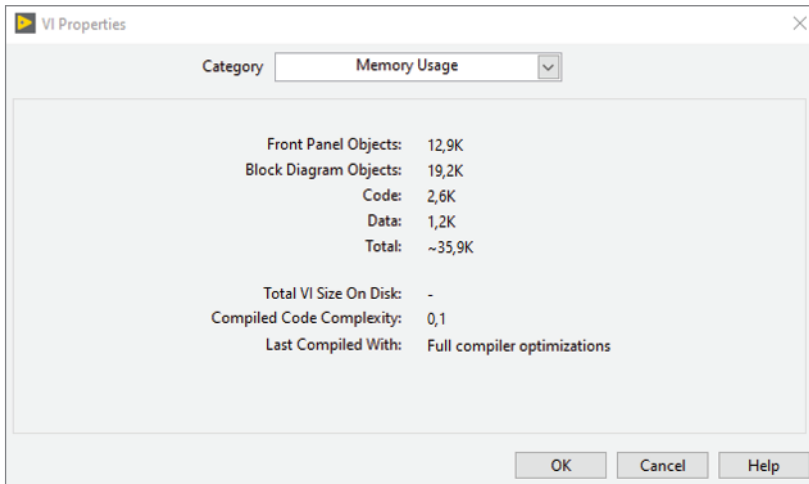 VI Properties
Category Memory Usage
Front Panel Objects: 12,9K
Block Diagram Objects: 19,2K
Code: 2,6K
Data: 1,2K
Total: ~35,9K
Total VI Size On Disk: -
Compiled Code Complexity: 0,1
Last Compiled With: Full compiler optimizations
OK Cancel Help